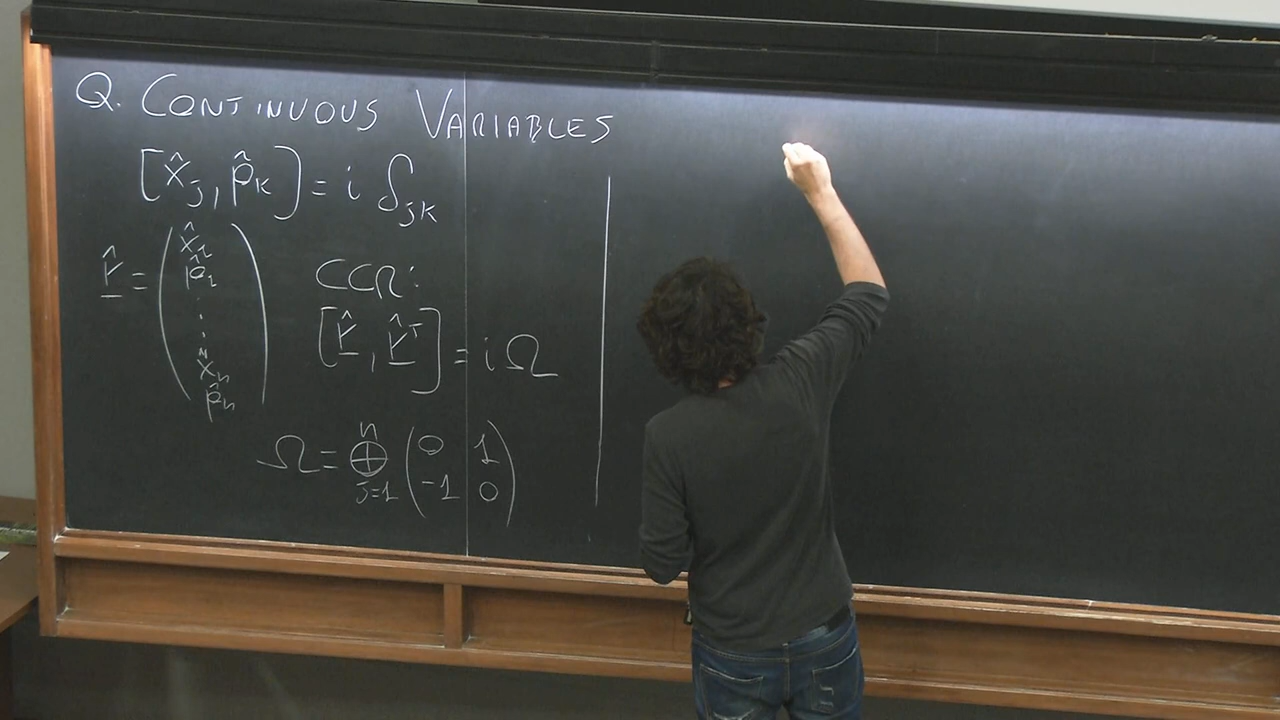 Q. CONTINUOUS VARIABLES
[x̂_j, p̂_k] = i δ_jk
r̂ = (x̂_1 p̂_1 ⋮ x̂_n p̂_n)
CCR:
[r̂, r̂^T] = i Ω
Ω = ⊕_{j=1}^{n} (0 1 -1 0)